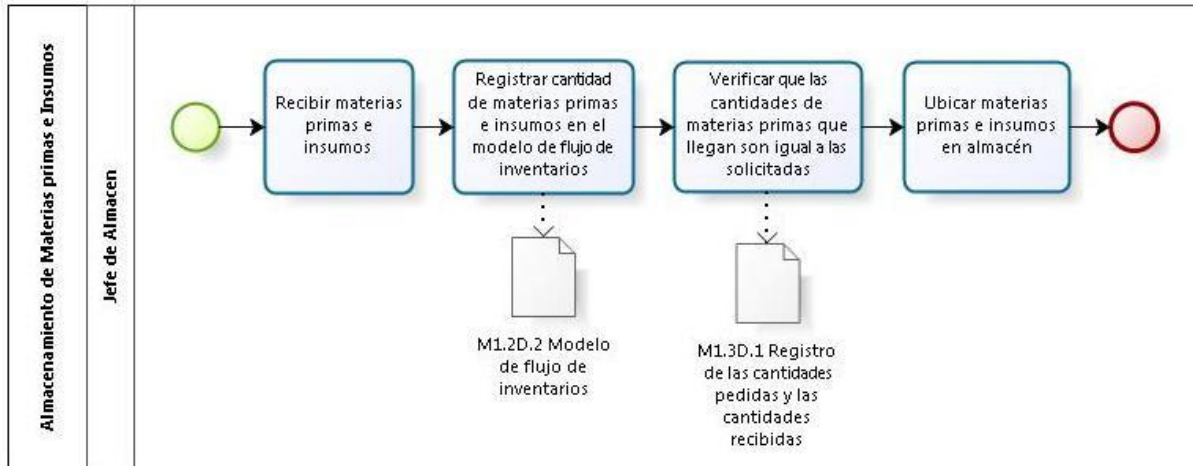 Almacenamiento de Materias primas e Insumos
Jefe de Almacen
Recibir materias
primas e
insumos
Registrar cantidad
de materias primas
e insumos en el
modelo de flujo de
inventarios
Verificar que las
cantidades de
materias primas que
llegan son igual a las
solicitadas
Ubicar materias
primas e insumos
en almacén
M1.2D.2 Modelo
de flujo de
inventarios
M1.3D.1 Registro
de las cantidades
pedidas y las
cantidades
recibidas